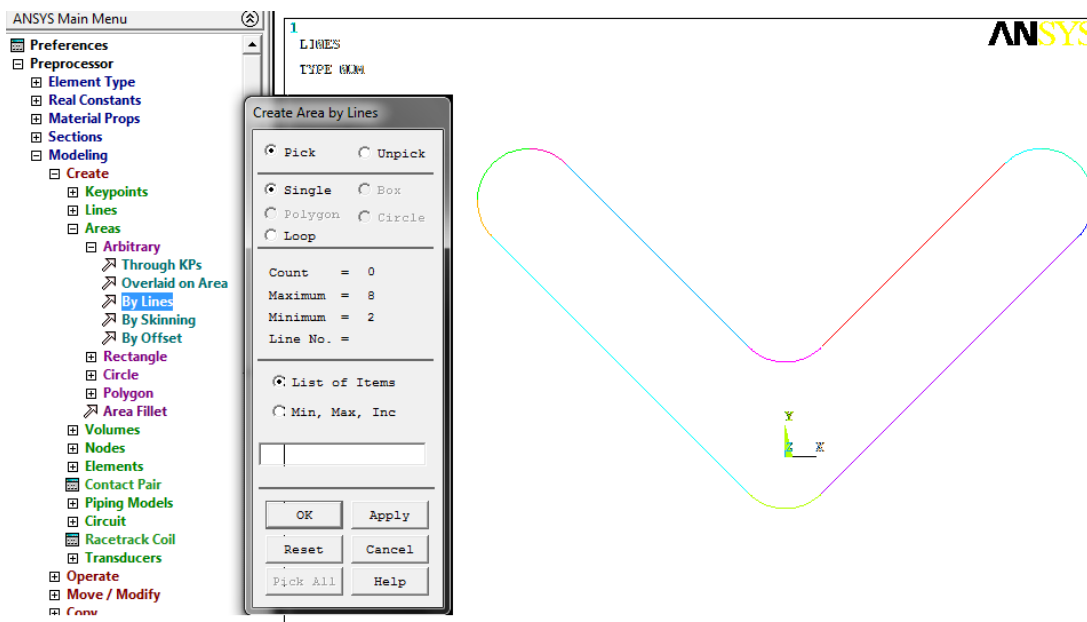 ANSYS Main Menu
Preferences
Preprocessor
Element Type
Real Constants
Material Props
Sections
Modeling
Create
Keypoints
Lines
Areas
Arbitrary
Through KPs
Overlaid on Area
By Lines
By Skinning
By Offset
Rectangle
Circle
Polygon
Area Fillet
Volumes
Nodes
Elements
Contact Pair
Piping Models
Circuit
Racetrack Coil
Transducers
Operate
Move / Modify
Copy
Create Area by Lines
Pick Unpick
Single Box
Polygon Circle
Loop
Count = 0
Maximum = 8
Minimum = 2
Line No. =
List of Items
Min, Max, Inc
OK Apply
Reset Cancel
Pick All Help
1
LINES
TYPE NUM
ANSYS
Y
Z X